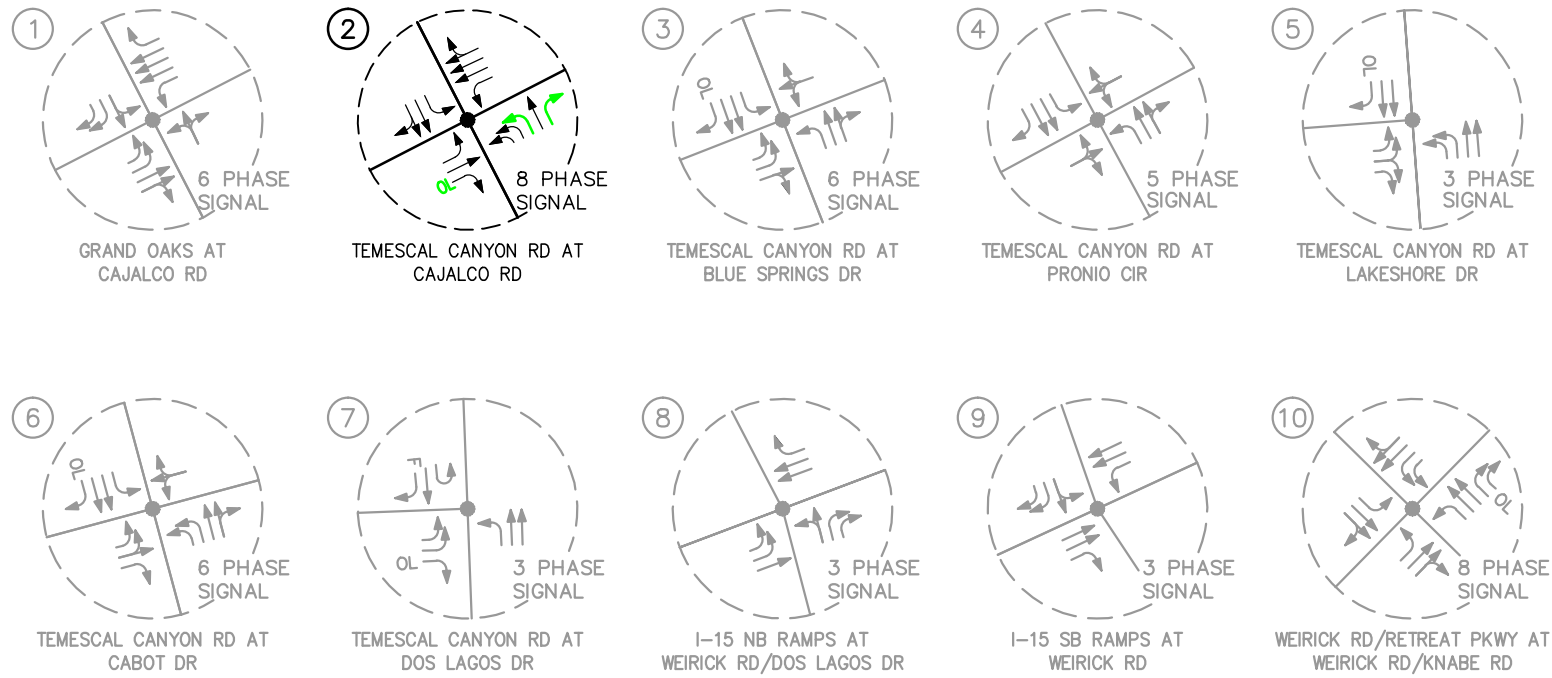 1
6 PHASE
SIGNAL
GRAND OAKS AT
CAJALCO RD
2
OL
8 PHASE
SIGNAL
TEMESCAL CANYON RD AT
CAJALCO RD
3
OL
6 PHASE
SIGNAL
TEMESCAL CANYON RD AT
BLUE SPRINGS DR
4
5 PHASE
SIGNAL
TEMESCAL CANYON RD AT
PRONIO CIR
5
OL
3 PHASE
SIGNAL
TEMESCAL CANYON RD AT
LAKESHORE DR
6
OL
6 PHASE
SIGNAL
TEMESCAL CANYON RD AT
CABOT DR
7
OL
3 PHASE
SIGNAL
TEMESCAL CANYON RD AT
DOS LAGOS DR
8
3 PHASE
SIGNAL
I-15 NB RAMPS AT
WEIRICK RD/DOS LAGOS DR
9
3 PHASE
SIGNAL
I-15 SB RAMPS AT
WEIRICK RD
10
OL
8 PHASE
SIGNAL
WEIRICK RD/RETREAT PKWY AT
WEIRICK RD/KNABE RD